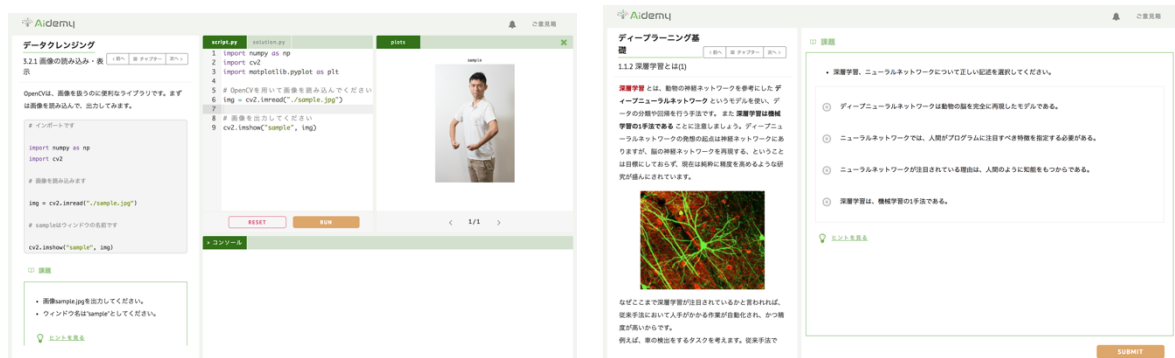 Aidemy
ご意見箱
データクレンジング
3.2.1 画像の読み込み・表
示
< 前へ
チャプター
次へ >
OpenCVは、画像を扱うのに便利なライブラリです。まず
は画像を読み込んで、出力してみます。
# インポートです
import numpy as np
import cv2
# 画像を読み込みます
img = cv2.imread("./sample.jpg")
# sampleはウィンドウの名前です
cv2.imshow("sample", img)
課題
• 画像sample.jpgを出力してください。
• ウィンドウ名は"sample"としてください。
ヒントを見る
script.py
solution.py
1 import numpy as np
2 import cv2
3 import matplotlib.pyplot as plt
4
5 # OpenCVを用いて画像を読み込んでください
6 img = cv2.imread("./sample.jpg")
7
8 # 画像を出力してください
9 cv2.imshow("sample", img)
RESET
RUN
plots
sample
< 1/1 >
コンソール
Aidemy
ご意見箱
ディープラーニング基
礎
< 前へ
チャプター
次へ >
1.1.2 深層学習とは(1)
深層学習 とは、動物の神経ネットワークを参考にした デ
ィープニューラルネットワーク というモデルを使い、デ
ータの分類や回帰を行う手法です。 また 深層学習は機械
学習の1手法である ことに注意しましょう。ディープニュ
ーラルネットワークの発想の起点は神経ネットワークにあ
りますが、脳の神経ネットワークを再現する、ということ
は目標にしておらず、現在は純粋に精度を高めるような研
究が盛んにされています。
なぜここまで深層学習が注目されているかと言われれば、
従来手法において人手がかかる作業が自動化され、かつ精
度が高いからです。
例えば、車の検出をするタスクを考えます。従来手法で
課題
• 深層学習、ニューラルネットワークについて正しい記述を選択してください。
ディープニューラルネットワークは動物の脳を完全に再現したモデルである。
ニューラルネットワークでは、人間がプログラムに注目すべき特徴を指定する必要がある。
ニューラルネットワークが注目されている理由は、人間のように知能をもつからである。
深層学習は、機械学習の1手法である。
ヒントを見る
SUBMIT